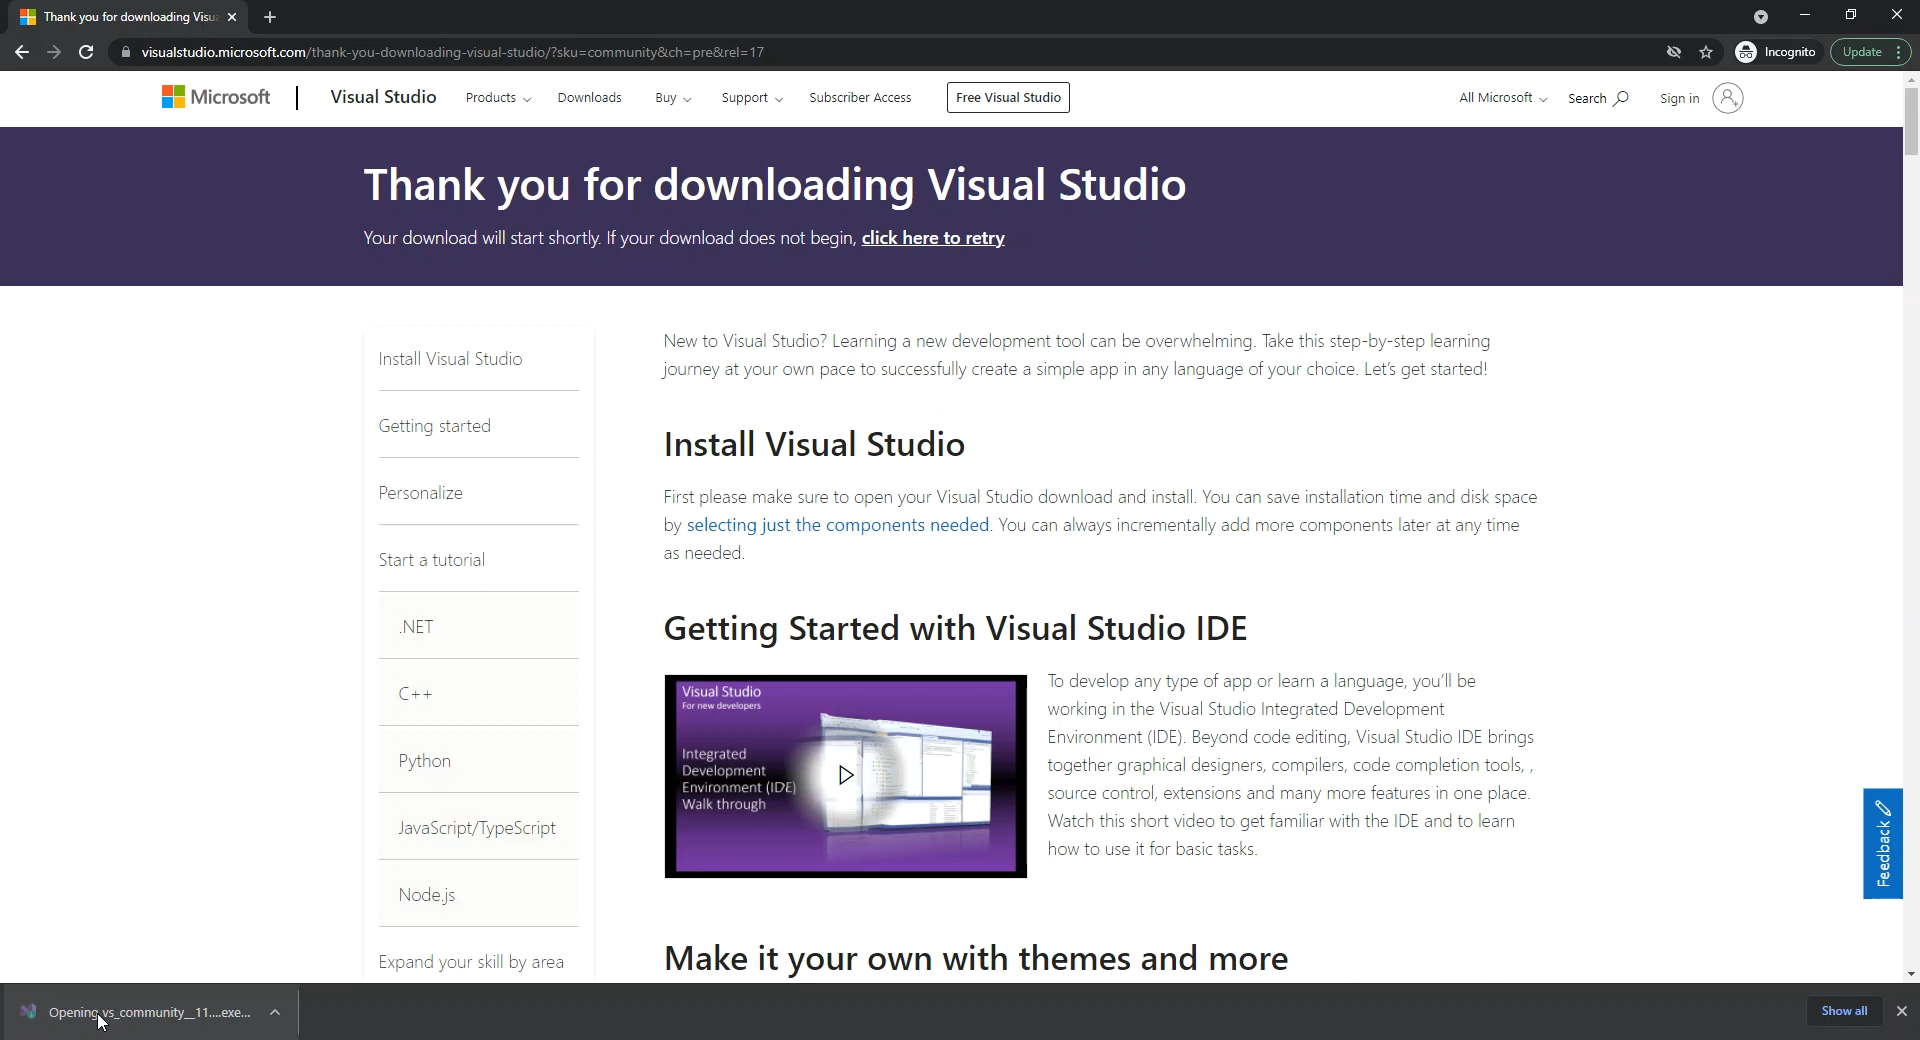 Thank you for downloading Visu
visualstudio.microsoft.com/thank-you-downloading-visual-studio/?sku=community&ch=pre&rel=17
Incognito
Update
Microsoft
Visual Studio
Products
Downloads
Buy
Support
Subscriber Access
Free Visual Studio
All Microsoft
Search
Sign in
Thank you for downloading Visual Studio
Your download will start shortly. If your download does not begin, click here to retry
Install Visual Studio
Getting started
Personalize
Start a tutorial
.NET
C++
Python
JavaScript/TypeScript
Node.js
Expand your skill by area
New to Visual Studio? Learning a new development tool can be overwhelming. Take this step-by-step learning
journey at your own pace to successfully create a simple app in any language of your choice. Let's get started!
Install Visual Studio
First please make sure to open your Visual Studio download and install. You can save installation time and disk space
by selecting just the components needed. You can always incrementally add more components later at any time
as needed.
Getting Started with Visual Studio IDE
Visual Studio
For new developers
Integrated
Development
Environment (IDE)
Walk through
To develop any type of app or learn a language, you'll be
working in the Visual Studio Integrated Development
Environment (IDE). Beyond code editing, Visual Studio IDE brings
together graphical designers, compilers, code completion tools, ,
source control, extensions and many more features in one place.
Watch this short video to get familiar with the IDE and to learn
how to use it for basic tasks.
Make it your own with themes and more
Feedback
Opening vs_community__11....exe...
Show all